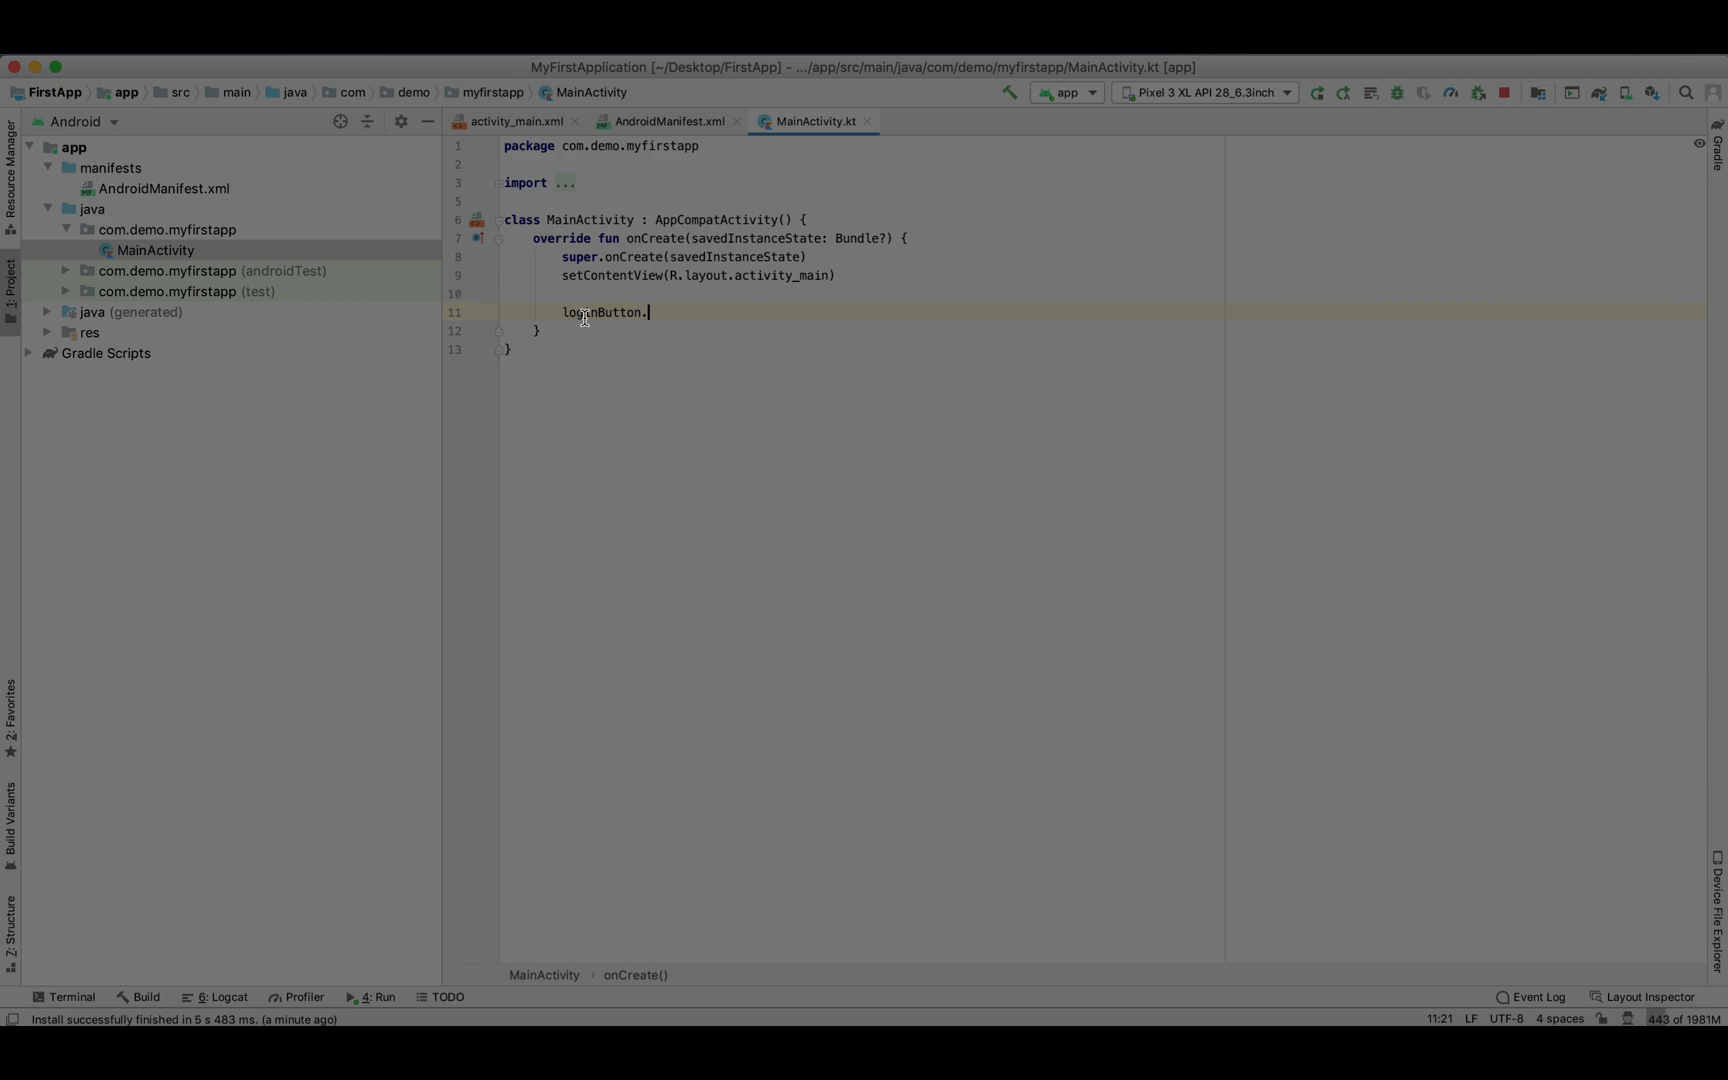 MyFirstApplication [~/Desktop/FirstApp] - .../app/src/main/java/com/demo/myfirstapp/MainActivity.kt [app]
FirstApp app src main java com demo myfirstapp MainActivity app Pixel 3 XL API 28_6.3inch
Resource Manager
1: Project
2: Favorites
Build Variants
Z: Structure
Android
app
manifests
AndroidManifest.xml
java
com.demo.myfirstapp
MainActivity
com.demo.myfirstapp (androidTest)
com.demo.myfirstapp (test)
java (generated)
res
Gradle Scripts
activity_main.xml AndroidManifest.xml MainActivity.kt
1 package com.demo.myfirstapp
2
3 import ...
5
6 class MainActivity : AppCompatActivity() {
7 override fun onCreate(savedInstanceState: Bundle?) {
8 super.onCreate(savedInstanceState)
9 setContentView(R.layout.activity_main)
10
11 loginButton.
12 }
13 }
MainActivity › onCreate()
Gradle
Device File Explorer
Terminal Build 6: Logcat Profiler 4: Run TODO Event Log Layout Inspector
Install successfully finished in 5 s 483 ms. (a minute ago) 11:21 LF UTF-8 4 spaces 443 of 1981M